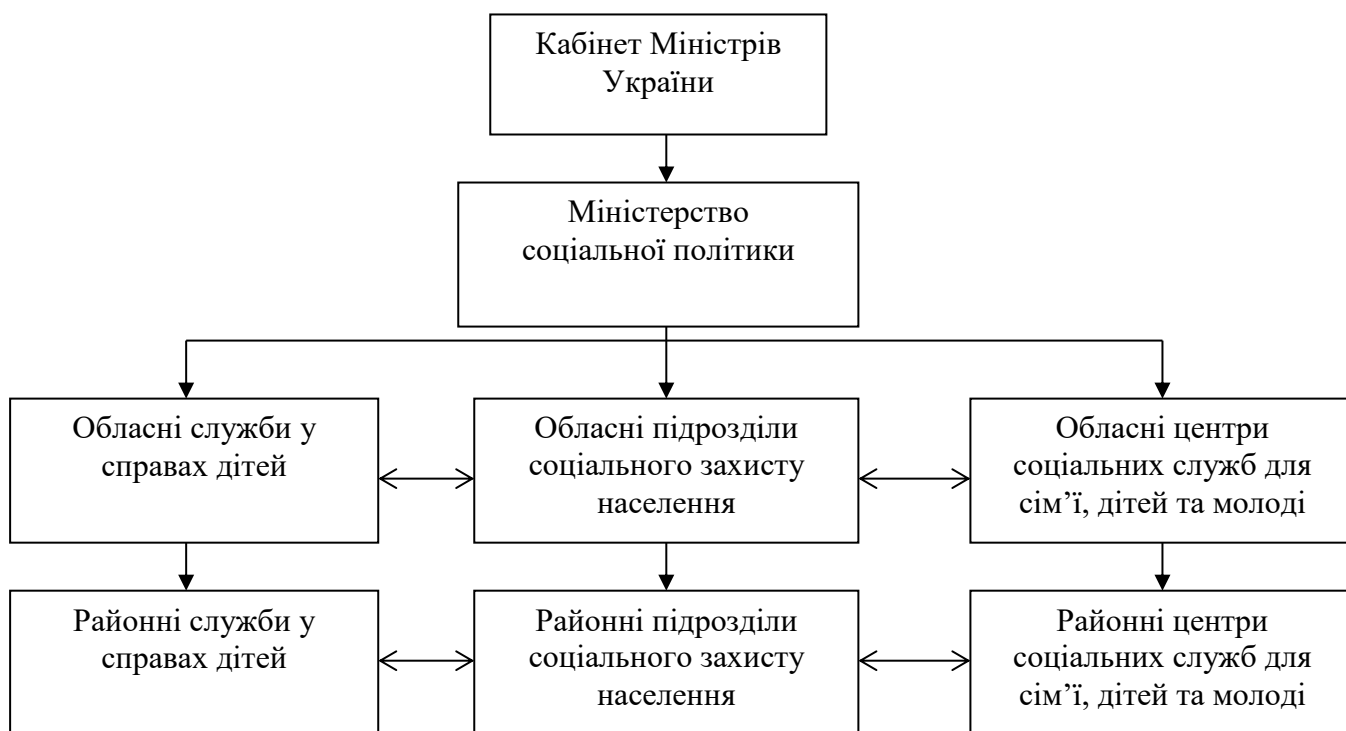 Кабінет Міністрів
України
Міністерство
соціальної політики
Обласні служби у
справах дітей
Обласні підрозділи
соціального захисту
населення
Обласні центри
соціальних служб для
сім’ї, дітей та молоді
Районні служби у
справах дітей
Районні підрозділи
соціального захисту
населення
Районні центри
соціальних служб для
сім’ї, дітей та молоді